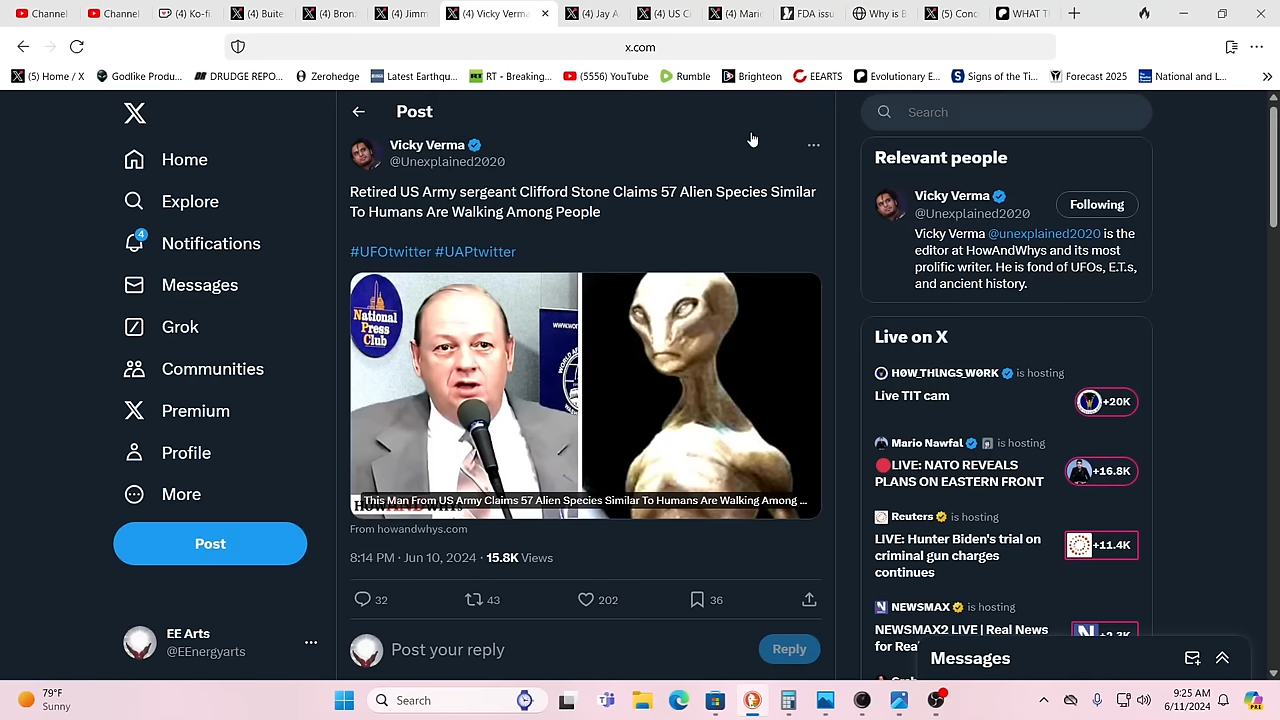 Channel
Channel
(4) Ko-fi
(4) Buite
(4) Bron
(4) Jimm
(4) Vicky Verma
(4) Jay A
(4) US C
(4) Mari
FDA issu
Why is B
(5) Conc
WHAT T
x.com
(5) Home / X
Godlike Produ...
DRUDGE REPO...
Zerohedge
Latest Earthqu...
RT - Breaking...
(5556) YouTube
Rumble
Brighteon
EEARTS
Evolutionary E...
Signs of the Ti...
Forecast 2025
National and L...
Home
Explore
4
Notifications
Messages
Grok
Communities
Premium
Profile
More
Post
EE Arts
@EEnergyarts
Post
Vicky Verma
@Unexplained2020
Retired US Army sergeant Clifford Stone Claims 57 Alien Species Similar
To Humans Are Walking Among People
#UFOtwitter #UAPtwitter
National
Press
Club
This Man From US Army Claims 57 Alien Species Similar To Humans Are Walking Among ...
HOWANDWHYS
From howandwhys.com
8:14 PM · Jun 10, 2024 · 15.8K Views
32
43
202
36
Post your reply
Reply
Search
Relevant people
Vicky Verma
@Unexplained2020
Following
Vicky Verma @unexplained2020 is the
editor at HowAndWhys and its most
prolific writer. He is fond of UFOs, E.T.s,
and ancient history.
Live on X
HØW_THİNGS_WØRK is hosting
Live TIT cam
+20K
Mario Nawfal is hosting
LIVE: NATO REVEALS
PLANS ON EASTERN FRONT
+16.8K
Reuters is hosting
LIVE: Hunter Biden's trial on
criminal gun charges
continues
+11.4K
NEWSMAX is hosting
NEWSMAX2 LIVE | Real News
for Rea
Messages
79°F
Sunny
Search
9:25 AM
6/11/2024